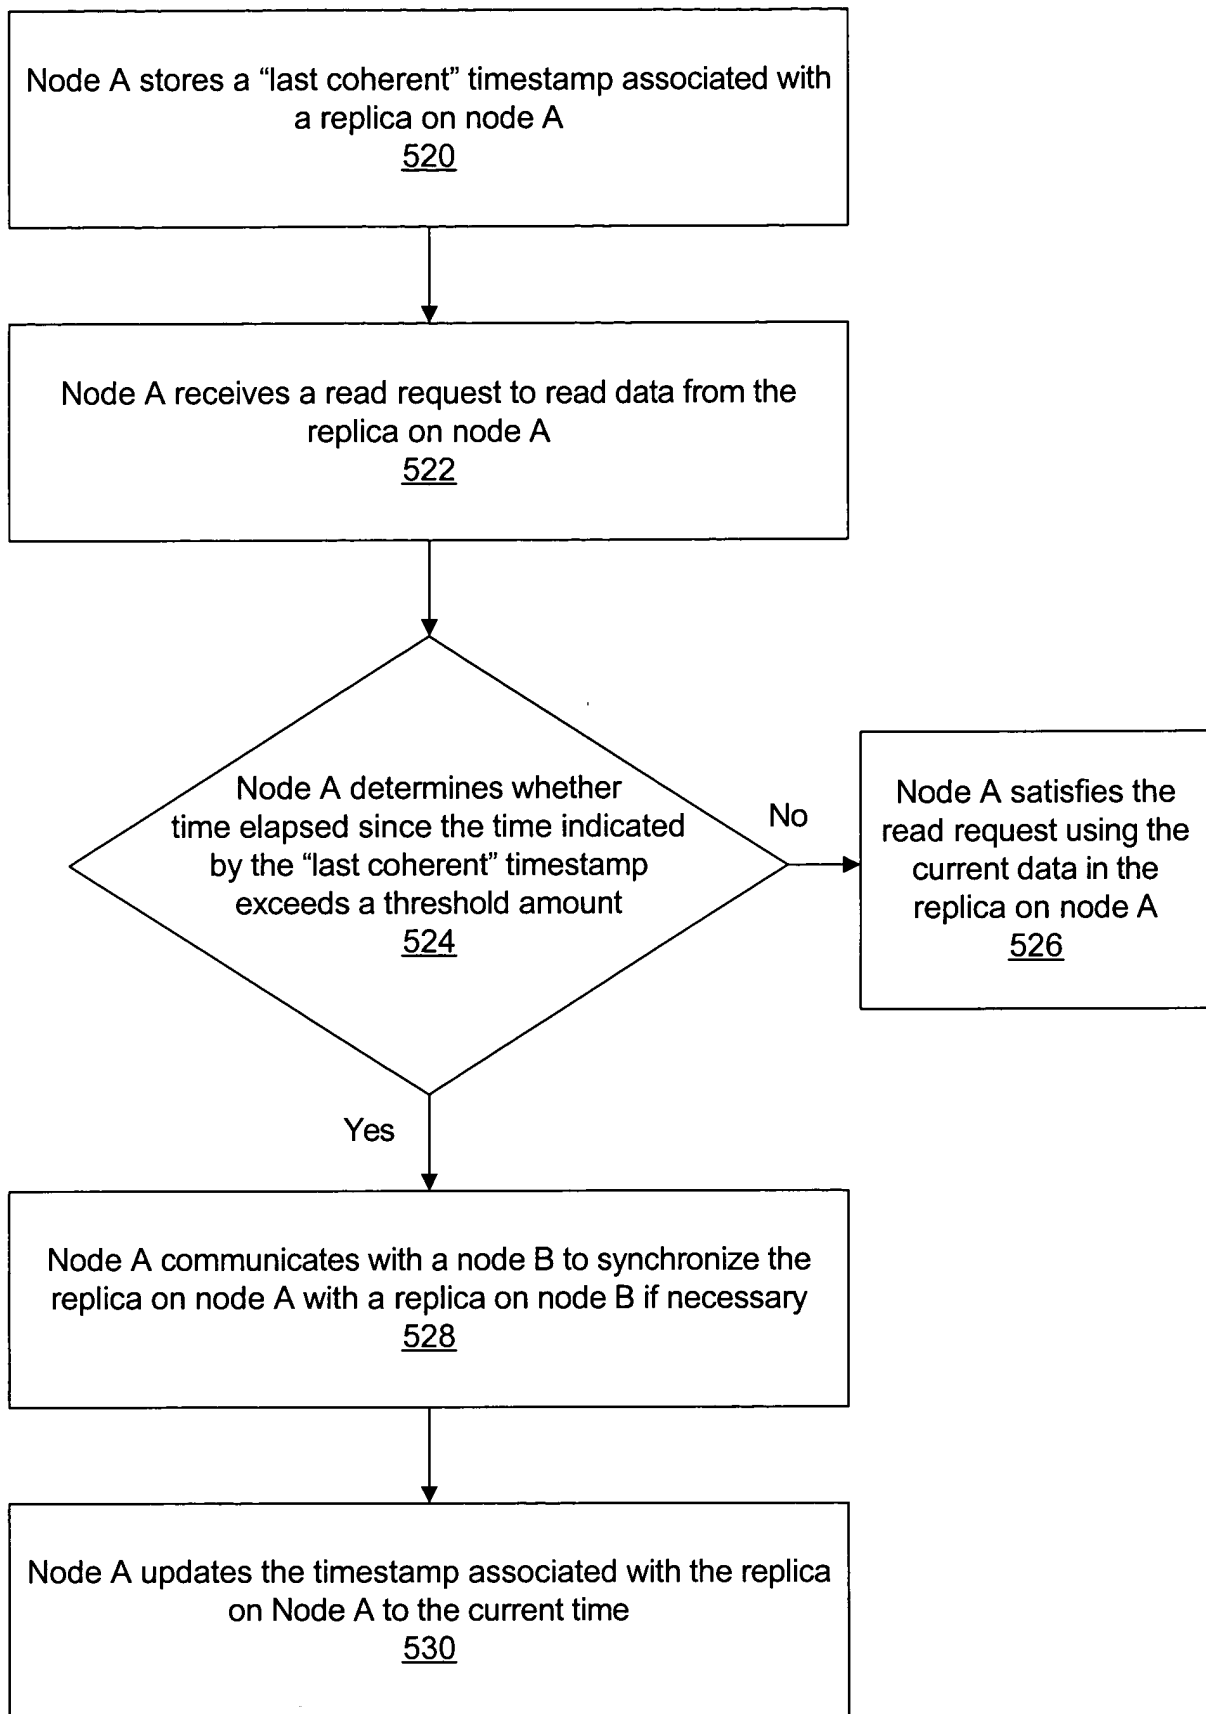 Node A stores a “last coherent” timestamp associated with
a replica on node A
520
Node A receives a read request to read data from the
replica on node A
522
Node A determines whether
time elapsed since the time indicated
by the “last coherent” timestamp
exceeds a threshold amount
524
No
Node A satisfies the
read request using the
current data in the
replica on node A
526
Yes
Node A communicates with a node B to synchronize the
replica on node A with a replica on node B if necessary
528
Node A updates the timestamp associated with the replica
on Node A to the current time
530